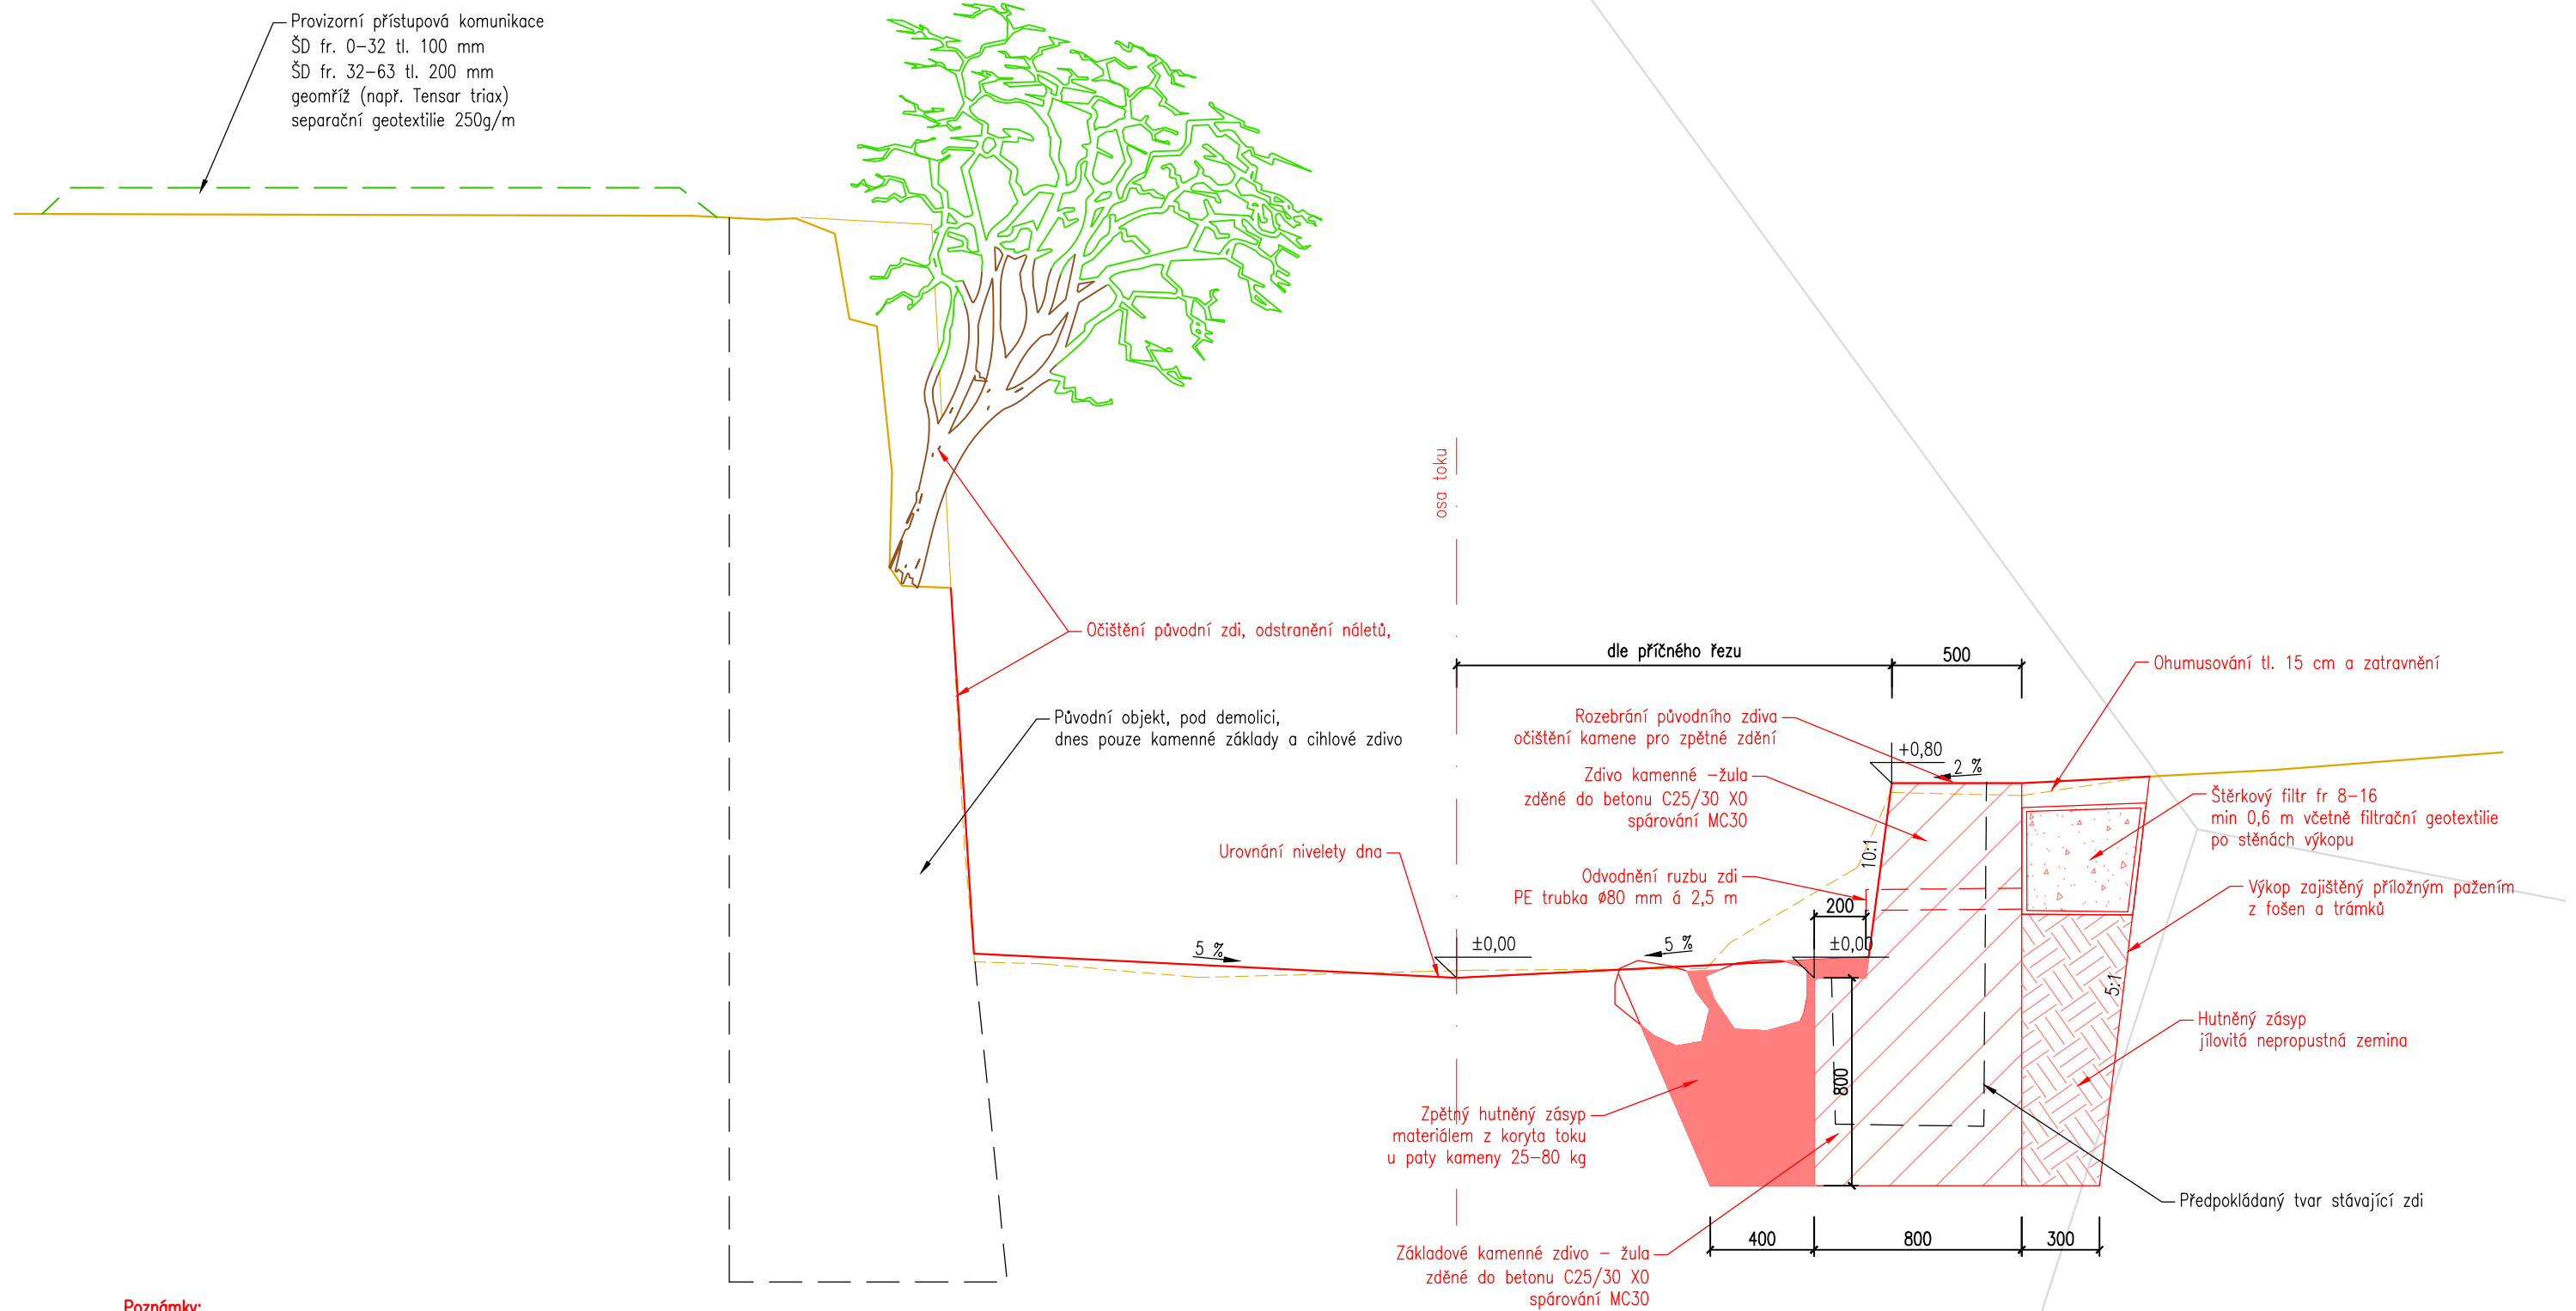 Provizorní přístupová komunikace
ŠD fr. 0-32 tl. 100 mm
ŠD fr. 32-63 tl. 200 mm
geomříž (např. Tensar triax)
separační geotextilie 250g/m
osa toku
Očištění původní zdi, odstranění náletů,
dle příčného řezu
500
Ohumusování tl. 15 cm a zatravnění
Původní objekt, pod demolici,
dnes pouze kamenné základy a cihlové zdivo
Rozebrání původního zdiva
očištění kamene pro zpětné zdění
+0,80
2 %
Zdivo kamenné -žula
zděné do betonu C25/30 X0
spárování MC30
Štěrkový filtr fr 8-16
min 0,6 m včetně filtrační geotextilie
po stěnách výkopu
Urovnání nivelety dna
10:1
Odvodnění ruzbu zdi
PE trubka Ø80 mm á 2,5 m
200
Výkop zajištěný příložným pažením
z fošen a trámků
5 %
±0,00
5 %
±0,00
5:1
Hutněný zásyp
jílovitá nepropustná zemina
800
Zpětný hutněný zásyp
materiálem z koryta toku
u paty kameny 25-80 kg
Předpokládaný tvar stávající zdi
400
800
300
Základové kamenné zdivo - žula
zděné do betonu C25/30 X0
spárování MC30
Poznámky: